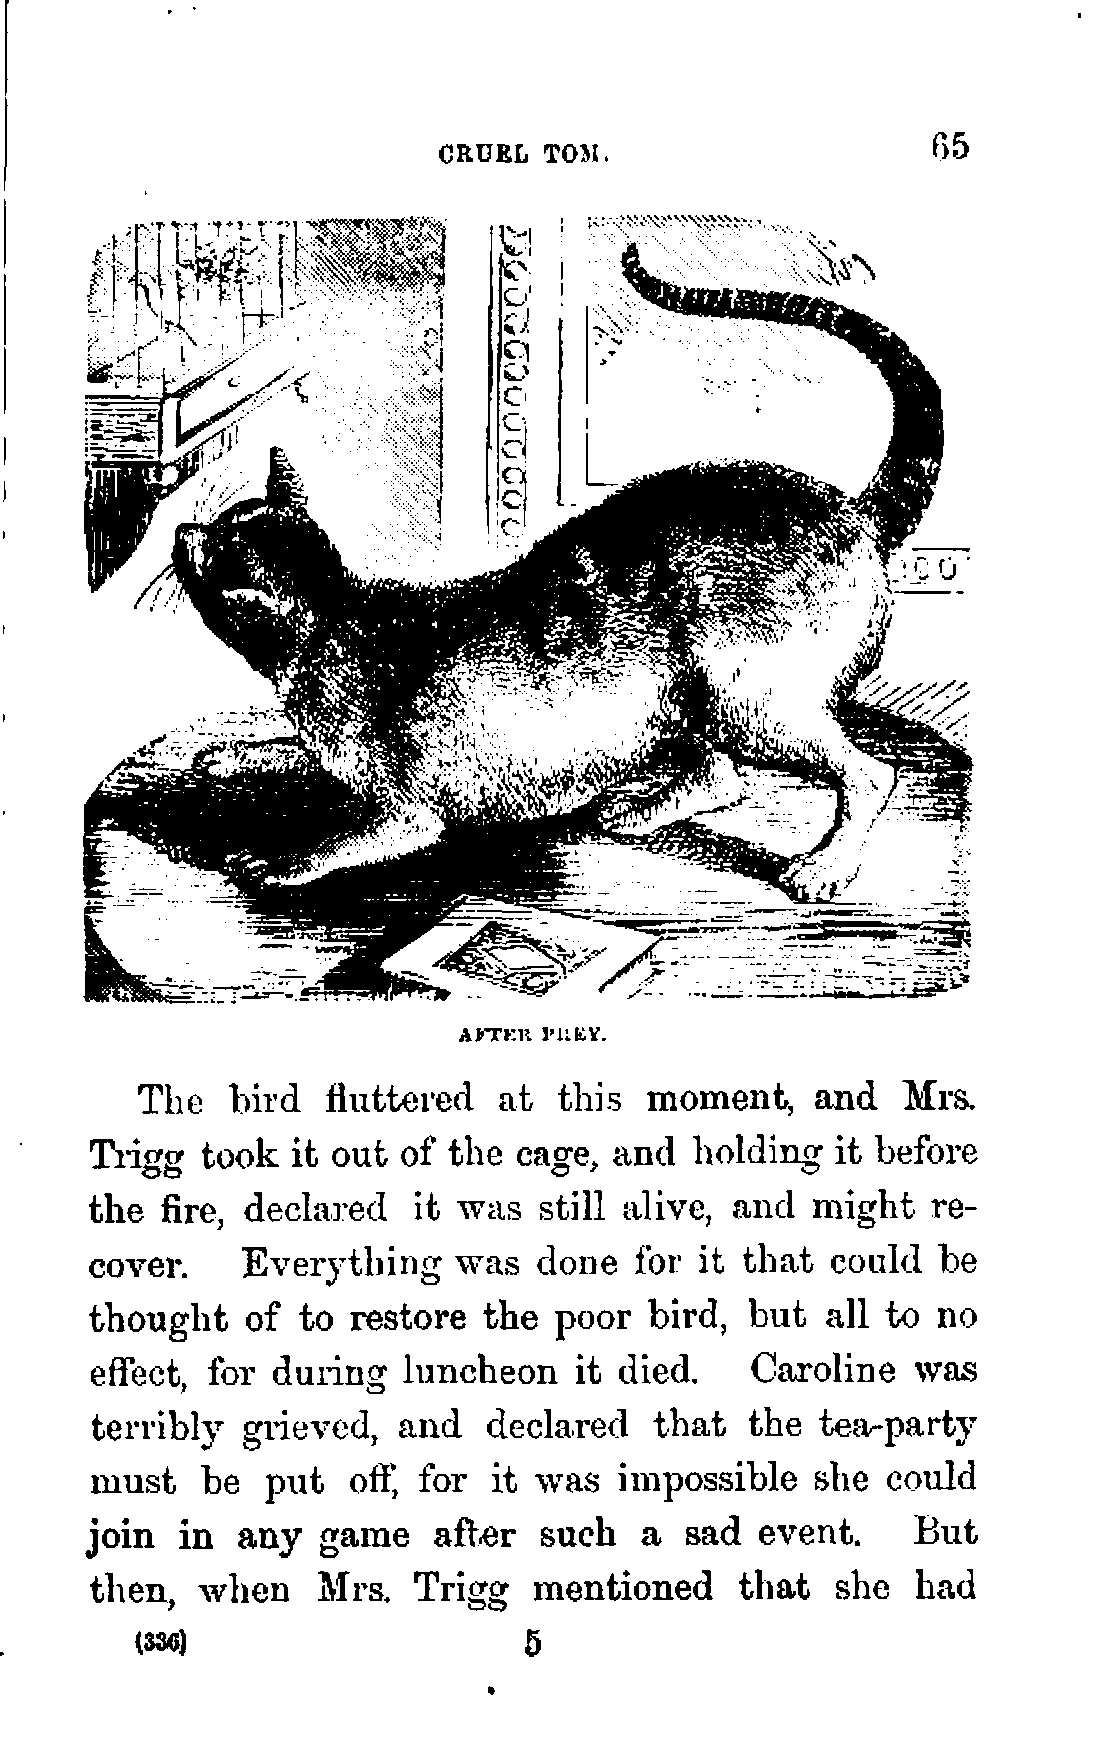 CRUEL TOM.
65
AFTER PREY.
The bird fluttered at this moment, and Mrs.
Trigg took it out of the cage, and holding it before
the fire, declared it was still alive, and might re-
cover. Everything was done for it that could be
thought of to restore the poor bird, but all to no
effect, for during luncheon it died. Caroline was
terribly grieved, and declared that the tea-party
must be put off, for it was impossible she could
join in any game after such a sad event. But
then, when Mrs. Trigg mentioned that she had
(336)
5